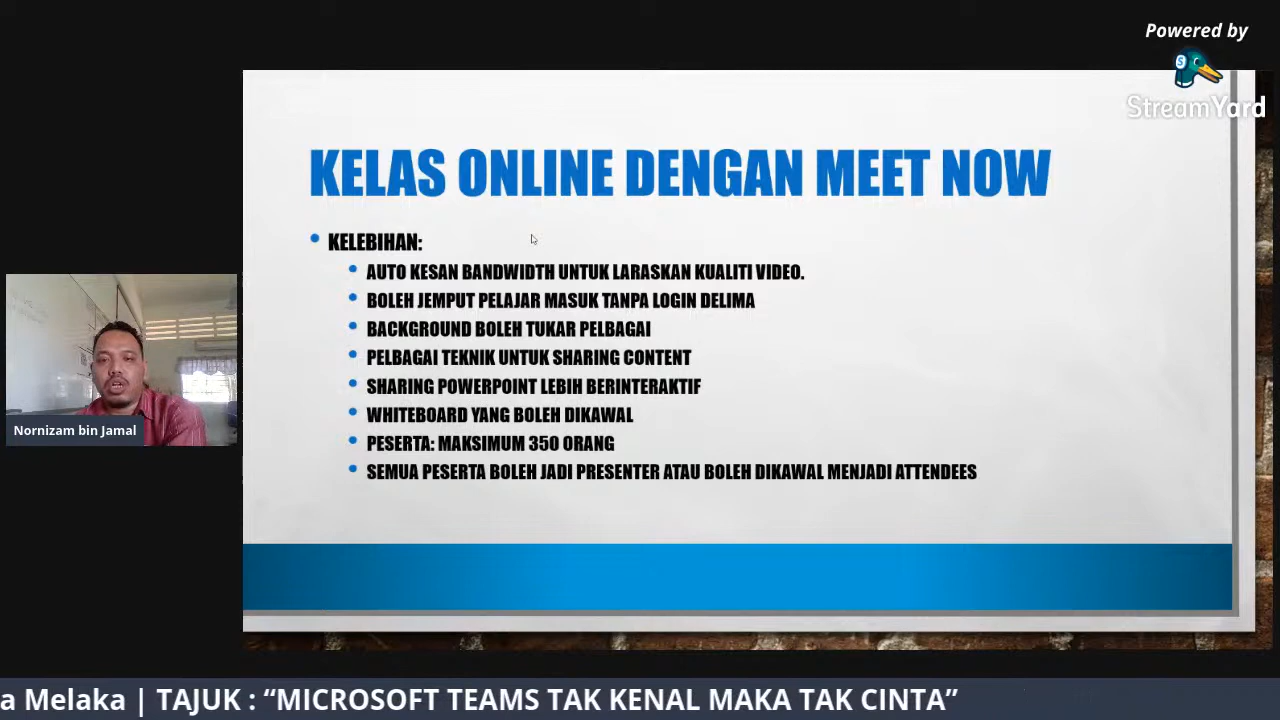 Powered by
StreamYard
KELAS ONLINE DENGAN MEET NOW
KELEBIHAN:
AUTO KESAN BANDWIDTH UNTUK LARASKAN KUALITI VIDEO.
BOLEH JEMPUT PELAJAR MASUK TANPA LOGIN DELIMA
BACKGROUND BOLEH TUKAR PELBAGAI
PELBAGAI TEKNIK UNTUK SHARING CONTENT
SHARING POWERPOINT LEBIH BERINTERAKTIF
WHITEBOARD YANG BOLEH DIKAWAL
PESERTA: MAKSIMUM 350 ORANG
SEMUA PESERTA BOLEH JADI PRESENTER ATAU BOLEH DIKAWAL MENJADI ATTENDEES
Nornizam bin Jamal
a Melaka | TAJUK : “MICROSOFT TEAMS TAK KENAL MAKA TAK CINTA”